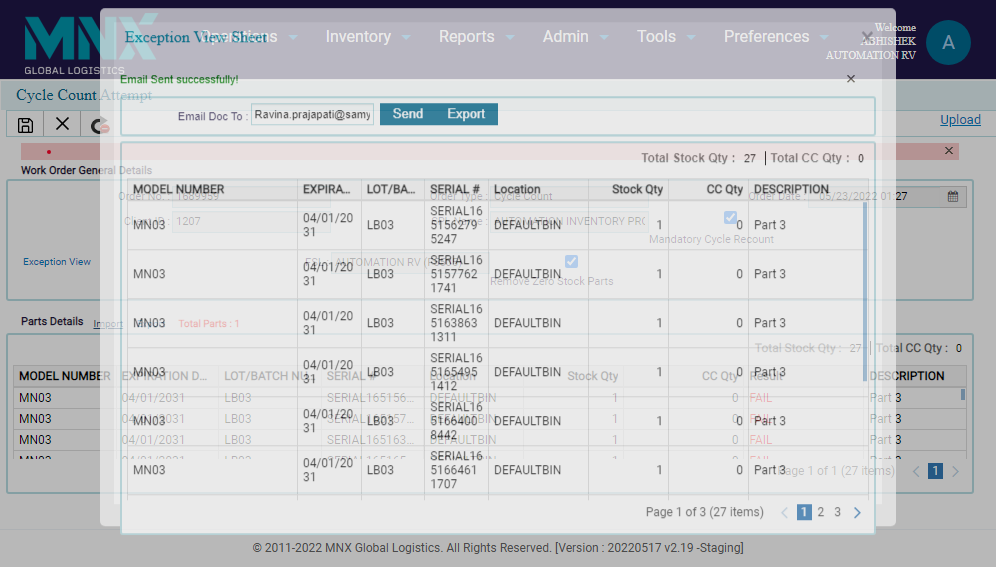 MNX
GLOBAL LOGISTICS
Operations Inventory Reports Admin Tools Preferences
Welcome
ABHISHEK
AUTOMATION RV
A
Exception View Sheet
Email Sent successfully!
Cycle Count Attempt
Email Doc To : Ravina.prajapati@samy Send Export
Upload
Total Stock Qty : 27 Total CC Qty : 0
Work Order General Details
MODEL NUMBER EXPIRA... LOT/BA... SERIAL # Location Stock Qty CC Qty DESCRIPTION
MN03 04/01/2031 LB03 SERIAL1651562795247 DEFAULTBIN 1 0 Part 3
MN03 04/01/2031 LB03 SERIAL1651577621741 DEFAULTBIN 1 0 Part 3
MN03 04/01/2031 LB03 SERIAL1651638631311 DEFAULTBIN 1 0 Part 3
MN03 04/01/2031 LB03 SERIAL1651654951412 DEFAULTBIN 1 0 Part 3
MN03 04/01/2031 LB03 SERIAL1651664008442 DEFAULTBIN 1 0 Part 3
MN03 04/01/2031 LB03 SERIAL1651664611707 DEFAULTBIN 1 0 Part 3
Page 1 of 3 (27 items) 1 2 3
Order No. : 1689959 Order Type : Cycle Count Order Date : 05/23/2022 01:27
1207 AUTOMATION INVENTORY PRO
Mandatory Cycle Recount
Exception View AUTOMATION RV
Remove Zero Stock Parts
Parts Details Import Total Parts : 1
Total Stock Qty : 27 Total CC Qty : 0
MODEL NUMBER EXPIRATION D... LOT/BATCH NU... SERIAL # Location Stock Qty CC Qty Result DESCRIPTION
MN03 04/01/2031 LB03 SERIAL165156... DEFAULTBIN 1 0 FAIL Part 3
MN03 04/01/2031 LB03 SERIAL165157... DEFAULTBIN 1 0 FAIL Part 3
MN03 04/01/2031 LB03 SERIAL165163... DEFAULTBIN 1 0 FAIL Part 3
Page 1 of 1 (27 items) 1
© 2011-2022 MNX Global Logistics. All Rights Reserved. [Version : 20220517 v2.19 -Staging]